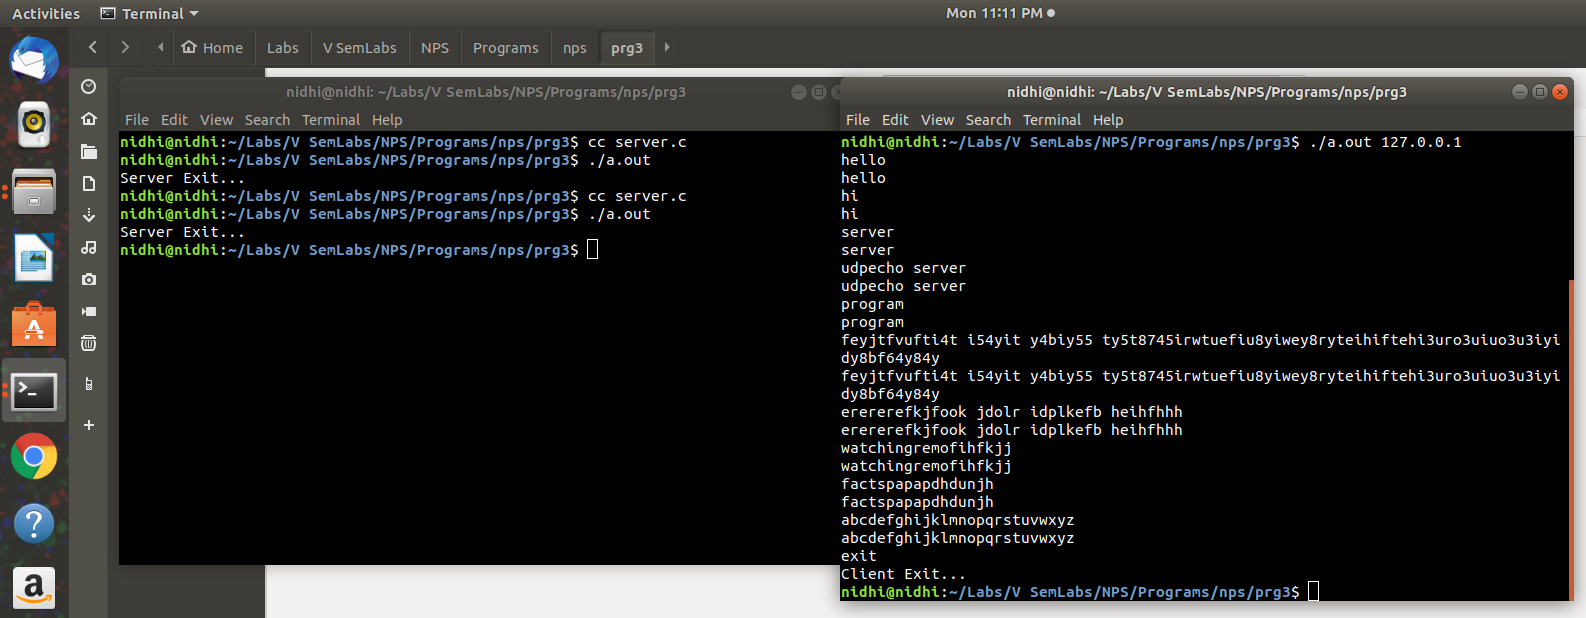 Activities Terminal Mon 11:11 PM
Home Labs V SemLabs NPS Programs nps prg3
nidhi@nidhi: ~/Labs/V SemLabs/NPS/Programs/nps/prg3
File Edit View Search Terminal Help
nidhi@nidhi:~/Labs/V SemLabs/NPS/Programs/nps/prg3$ cc server.c
nidhi@nidhi:~/Labs/V SemLabs/NPS/Programs/nps/prg3$ ./a.out
Server Exit...
nidhi@nidhi:~/Labs/V SemLabs/NPS/Programs/nps/prg3$ cc server.c
nidhi@nidhi:~/Labs/V SemLabs/NPS/Programs/nps/prg3$ ./a.out
Server Exit...
nidhi@nidhi:~/Labs/V SemLabs/NPS/Programs/nps/prg3$
nidhi@nidhi: ~/Labs/V SemLabs/NPS/Programs/nps/prg3
File Edit View Search Terminal Help
nidhi@nidhi:~/Labs/V SemLabs/NPS/Programs/nps/prg3$ ./a.out 127.0.0.1
hello
hello
hi
hi
server
server
udpecho server
udpecho server
program
program
feyjtfvufti4t i54yit y4biy55 ty5t8745irwtuefiu8yiwey8ryteihiftehi3uro3uiuo3u3iyi
dy8bf64y84y
feyjtfvufti4t i54yit y4biy55 ty5t8745irwtuefiu8yiwey8ryteihiftehi3uro3uiuo3u3iyi
dy8bf64y84y
erererefkjfook jdolr idplkefb heihfhhh
erererefkjfook jdolr idplkefb heihfhhh
watchingremofihfkjj
watchingremofihfkjj
factspapapdhdunjh
factspapapdhdunjh
abcdefghijklmnopqrstuvwxyz
abcdefghijklmnopqrstuvwxyz
exit
Client Exit...
nidhi@nidhi:~/Labs/V SemLabs/NPS/Programs/nps/prg3$